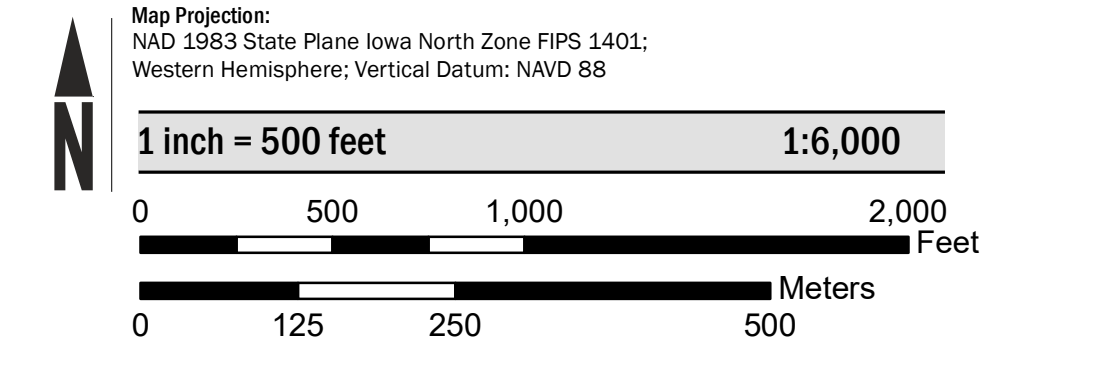 Map Projection:
NAD 1983 State Plane Iowa North Zone FIPS 1401;
Western Hemisphere; Vertical Datum: NAVD 88
N
1 inch = 500 feet 1:6,000
0 500 1,000 2,000
Feet
Meters
0 125 250 500